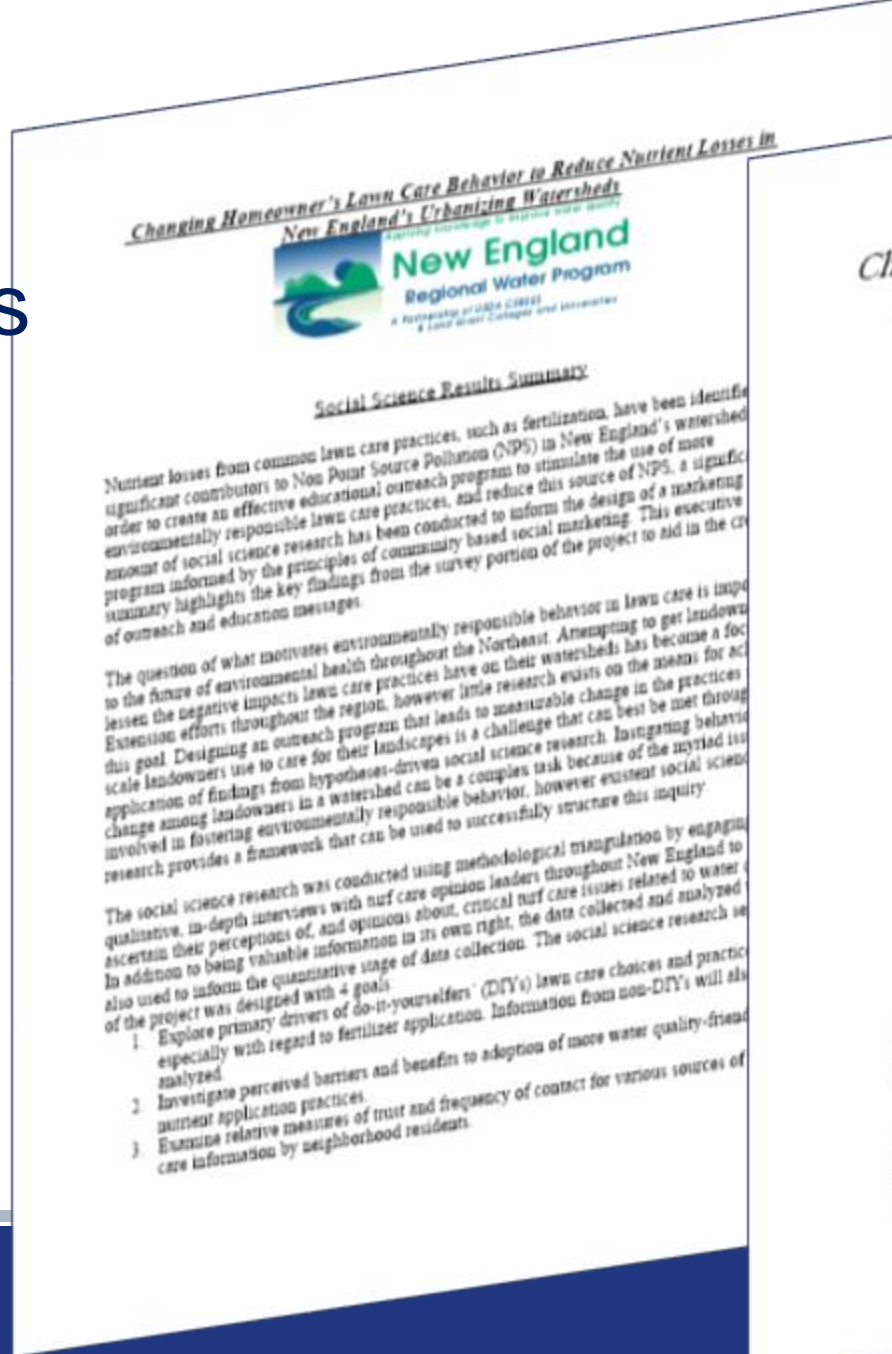 s
Changing Homeowner's Lawn Care Behavior to Reduce Nutrient Losses in
New England's Urbanizing Watersheds
Applying knowledge to improve water quality
New England
Regional Water Program
A Partnership of USDA CSREES
& Land Grant Colleges and Universities
Social Science Results Summary
Nutrient losses from common lawn care practices, such as fertilization, have been identifie
significant contributors to Non Point Source Pollution (NPS) in New England's watershed
order to create an effective educational outreach program to stimulate the use of more
environmentally responsible lawn care practices, and reduce this source of NPS, a signific
amount of social science research has been conducted to inform the design of a marketing
program informed by the principles of community based social marketing. This executive
summary highlights the key findings from the survey portion of the project to aid in the cre
of outreach and education messages.
The question of what motivates environmentally responsible behavior in lawn care is impo
to the future of environmental health throughout the Northeast. Attempting to get landown
lessen the negative impacts lawn care practices have on their watersheds has become a foc
Extension efforts throughout the region, however little research exists on the means for ach
this goal. Designing an outreach program that leads to measurable change in the practices
scale landowners use to care for their landscapes is a challenge that can best be met throug
application of findings from hypotheses-driven social science research. Instigating behavio
change among landowners in a watershed can be a complex task because of the myriad iss
involved in fostering environmentally responsible behavior, however existent social scienc
research provides a framework that can be used to successfully structure this inquiry.
The social science research was conducted using methodological triangulation by engaging
qualitative, in-depth interviews with turf care opinion leaders throughout New England to
ascertain their perceptions of, and opinions about, critical turf care issues related to water
In addition to being valuable information in its own right, the data collected and analyzed
also used to inform the quantitative stage of data collection. The social science research se
of the project was designed with 4 goals:
1. Explore primary drivers of do-it-yourselfers' (DIYs) lawn care choices and practice
especially with regard to fertilizer application. Information from non-DIYs will als
analyzed.
2. Investigate perceived barriers and benefits to adoption of more water quality-friend
nutrient application practices.
3. Examine relative measures of trust and frequency of contact for various sources of
care information by neighborhood residents.